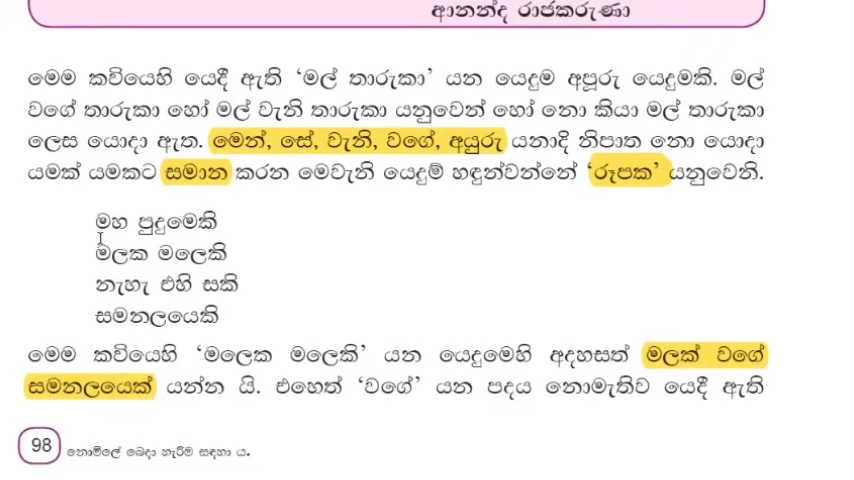 ආනන්ද රාජකරුණා
මෙම කවියෙහි යෙදී ඇති ‘මල් තාරුකා’ යන යෙදුම අපූරු යෙදුමකි. මල්
වගේ තාරුකා හෝ මල් වැනි තාරුකා යනුවෙන් හෝ නො කියා මල් තාරුකා
ලෙස යොදා ඇත. මෙන්, සේ, වැනි, වගේ, අයුරු යනාදි නිපාත නො යොදා
යමක් යමකට සමාන කරන මෙවැනි යෙදුම් හඳුන්වන්නේ ‘රූපක’ යනුවෙනි.
මහ පුදුමෙකි
මලක මලෙකි
නැහැ එහි සකි
සමනලයෙකි
මෙම කවියෙහි ‘මලෙක මලෙකි’ යන යෙදුමෙහි අදහසත් මලක් වගේ
සමනලයෙක් යන්න යි. එහෙත් ‘වගේ’ යන පදය නොමැතිව යෙදී ඇති
98 නොමිලේ බෙදා හැරීම සඳහා ය.